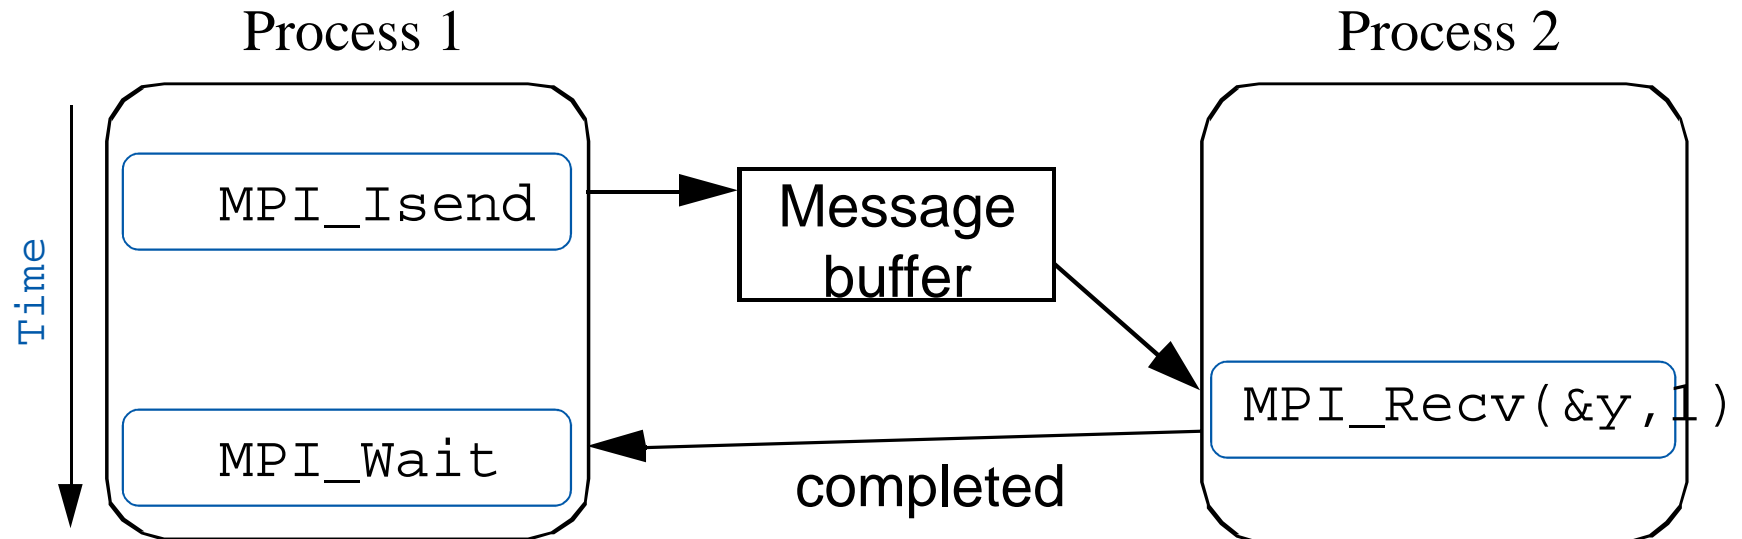 Process 1
Process 2
Time
MPI_Isend
Message
buffer
MPI_Recv(&y,1)
MPI_Wait
completed